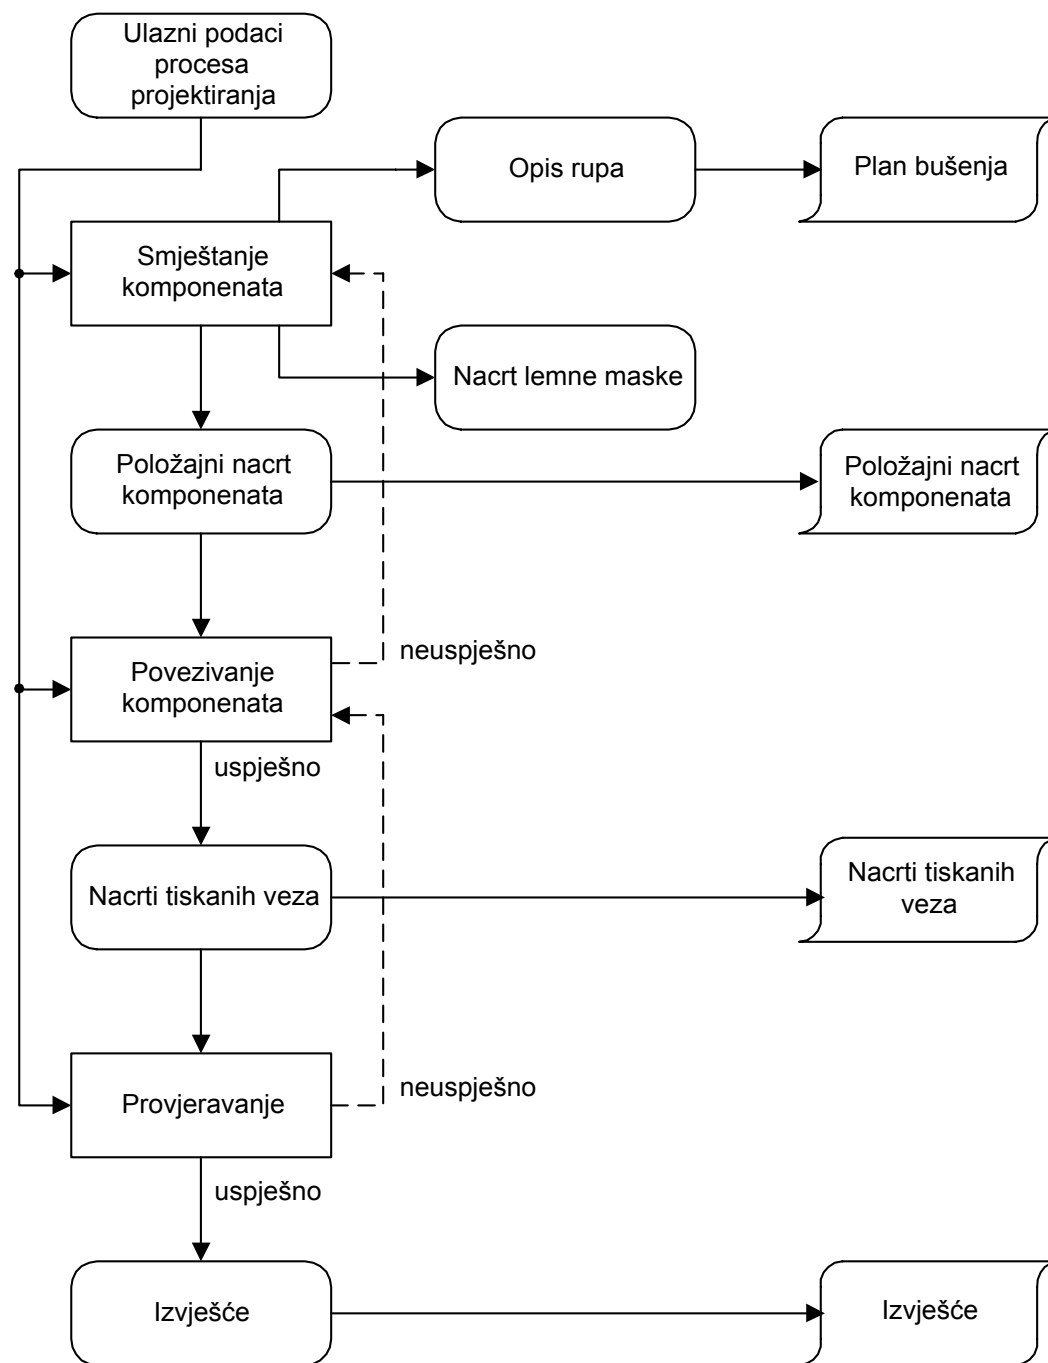 Ulazni podaci
procesa
projektiranja
Opis rupa
Plan bušenja
Smještanje
komponenata
Nacrt lemne maske
Položajni nacrt
komponenata
Položajni nacrt
komponenata
neuspješno
Povezivanje
komponenata
uspješno
Nacrti tiskanih veza
Nacrti tiskanih
veza
neuspješno
Provjeravanje
uspješno
Izvješće
Izvješće